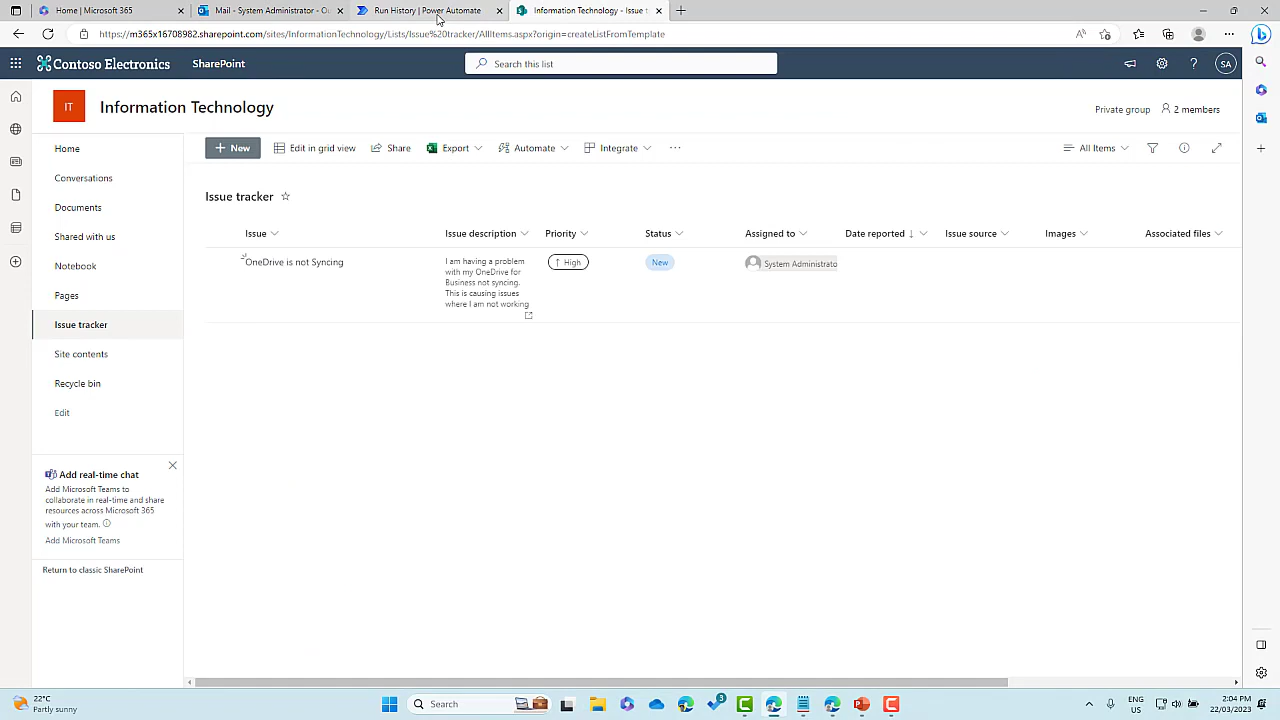 Home | Microsoft 365
Mail - System Administrator - Ou
Run History | Power Automate
Information Technology - Issue t
https://m365x16708982.sharepoint.com/sites/InformationTechnology/Lists/Issue%20tracker/AllItems.aspx?origin=createListFromTemplate
Contoso Electronics
SharePoint
Search this list
SA
IT
Information Technology
Private group
2 members
Home
Conversations
Documents
Shared with us
Notebook
Pages
Issue tracker
Site contents
Recycle bin
Edit
New
Edit in grid view
Share
Export
Automate
Integrate
All Items
Issue tracker
Issue
Issue description
Priority
Status
Assigned to
Date reported
Issue source
Images
Associated files
OneDrive is not Syncing
I am having a problem
with my OneDrive for
Business not syncing.
This is causing issues
where I am not working
High
New
System Administrato
Add real-time chat
Add Microsoft Teams to
collaborate in real-time and share
resources across Microsoft 365
with your team.
Add Microsoft Teams
Return to classic SharePoint
22°C
Partly sunny
Search
3
ENG
US
2:04 PM
22/03/2023